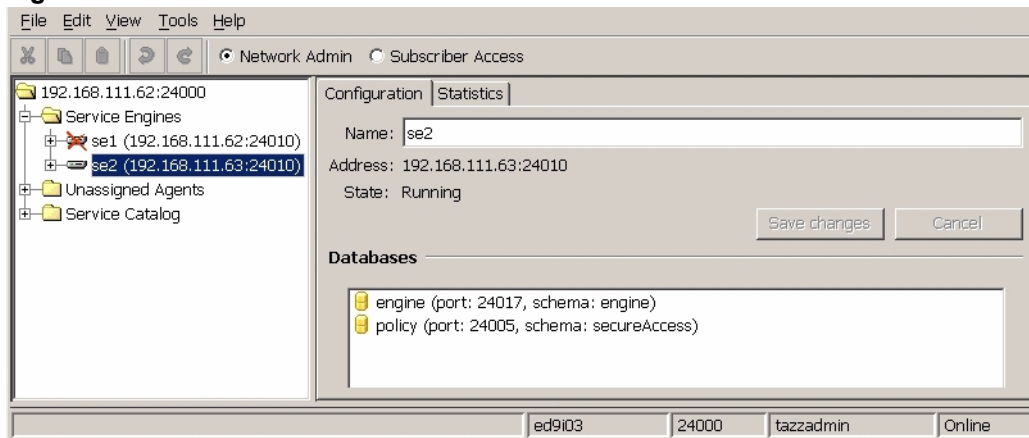 File Edit View Tools Help
Network Admin Subscriber Access
192.168.111.62:24000
Service Engines
se1 (192.168.111.62:24010)
se2 (192.168.111.63:24010)
Unassigned Agents
Service Catalog
Configuration Statistics
Name: se2
Address: 192.168.111.63:24010
State: Running
Save changes Cancel
Databases
engine (port: 24017, schema: engine)
policy (port: 24005, schema: secureAccess)
ed9i03 24000 tazzadmin Online